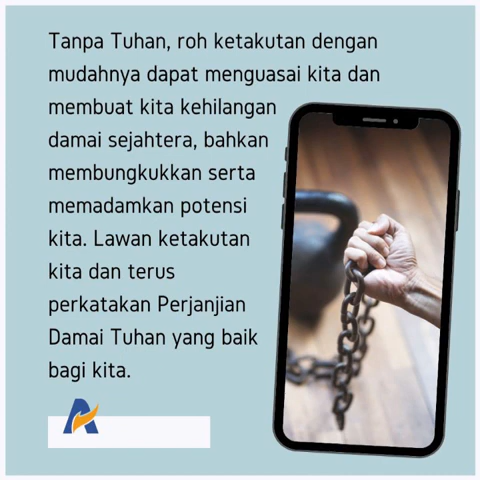 Tanpa Tuhan, roh ketakutan dengan
mudahnya dapat menguasai kita dan
membuat kita kehilangan
damai sejahtera, bahkan
membungkukkan serta
memadamkan potensi
kita. Lawan ketakutan
kita dan terus
perkatakan Perjanjian
Damai Tuhan yang baik
bagi kita.